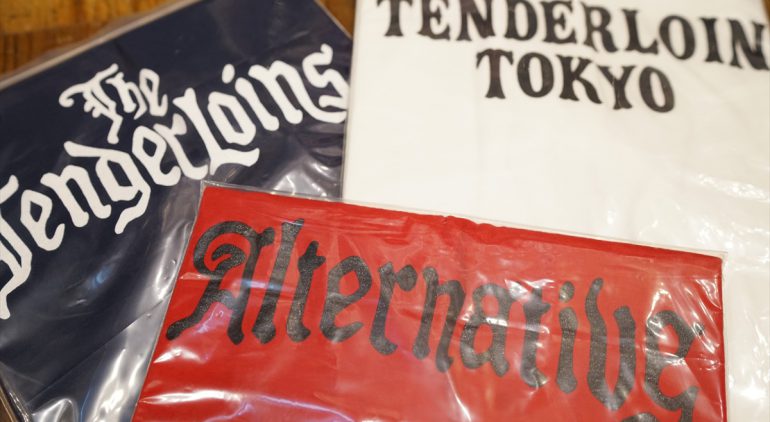 The
Tenderloins
TENDERLOIN
TOKYO
Alternative